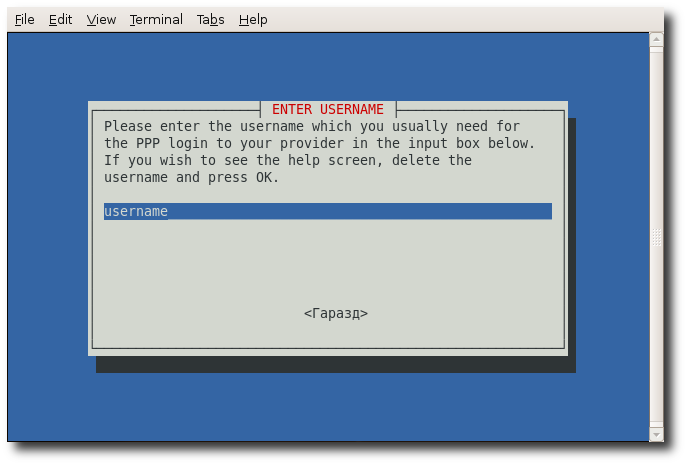 File Edit View Terminal Tabs Help
ENTER USERNAME
Please enter the username which you usually need for
the PPP login to your provider in the input box below.
If you wish to see the help screen, delete the
username and press OK.
username
<Гаразд>